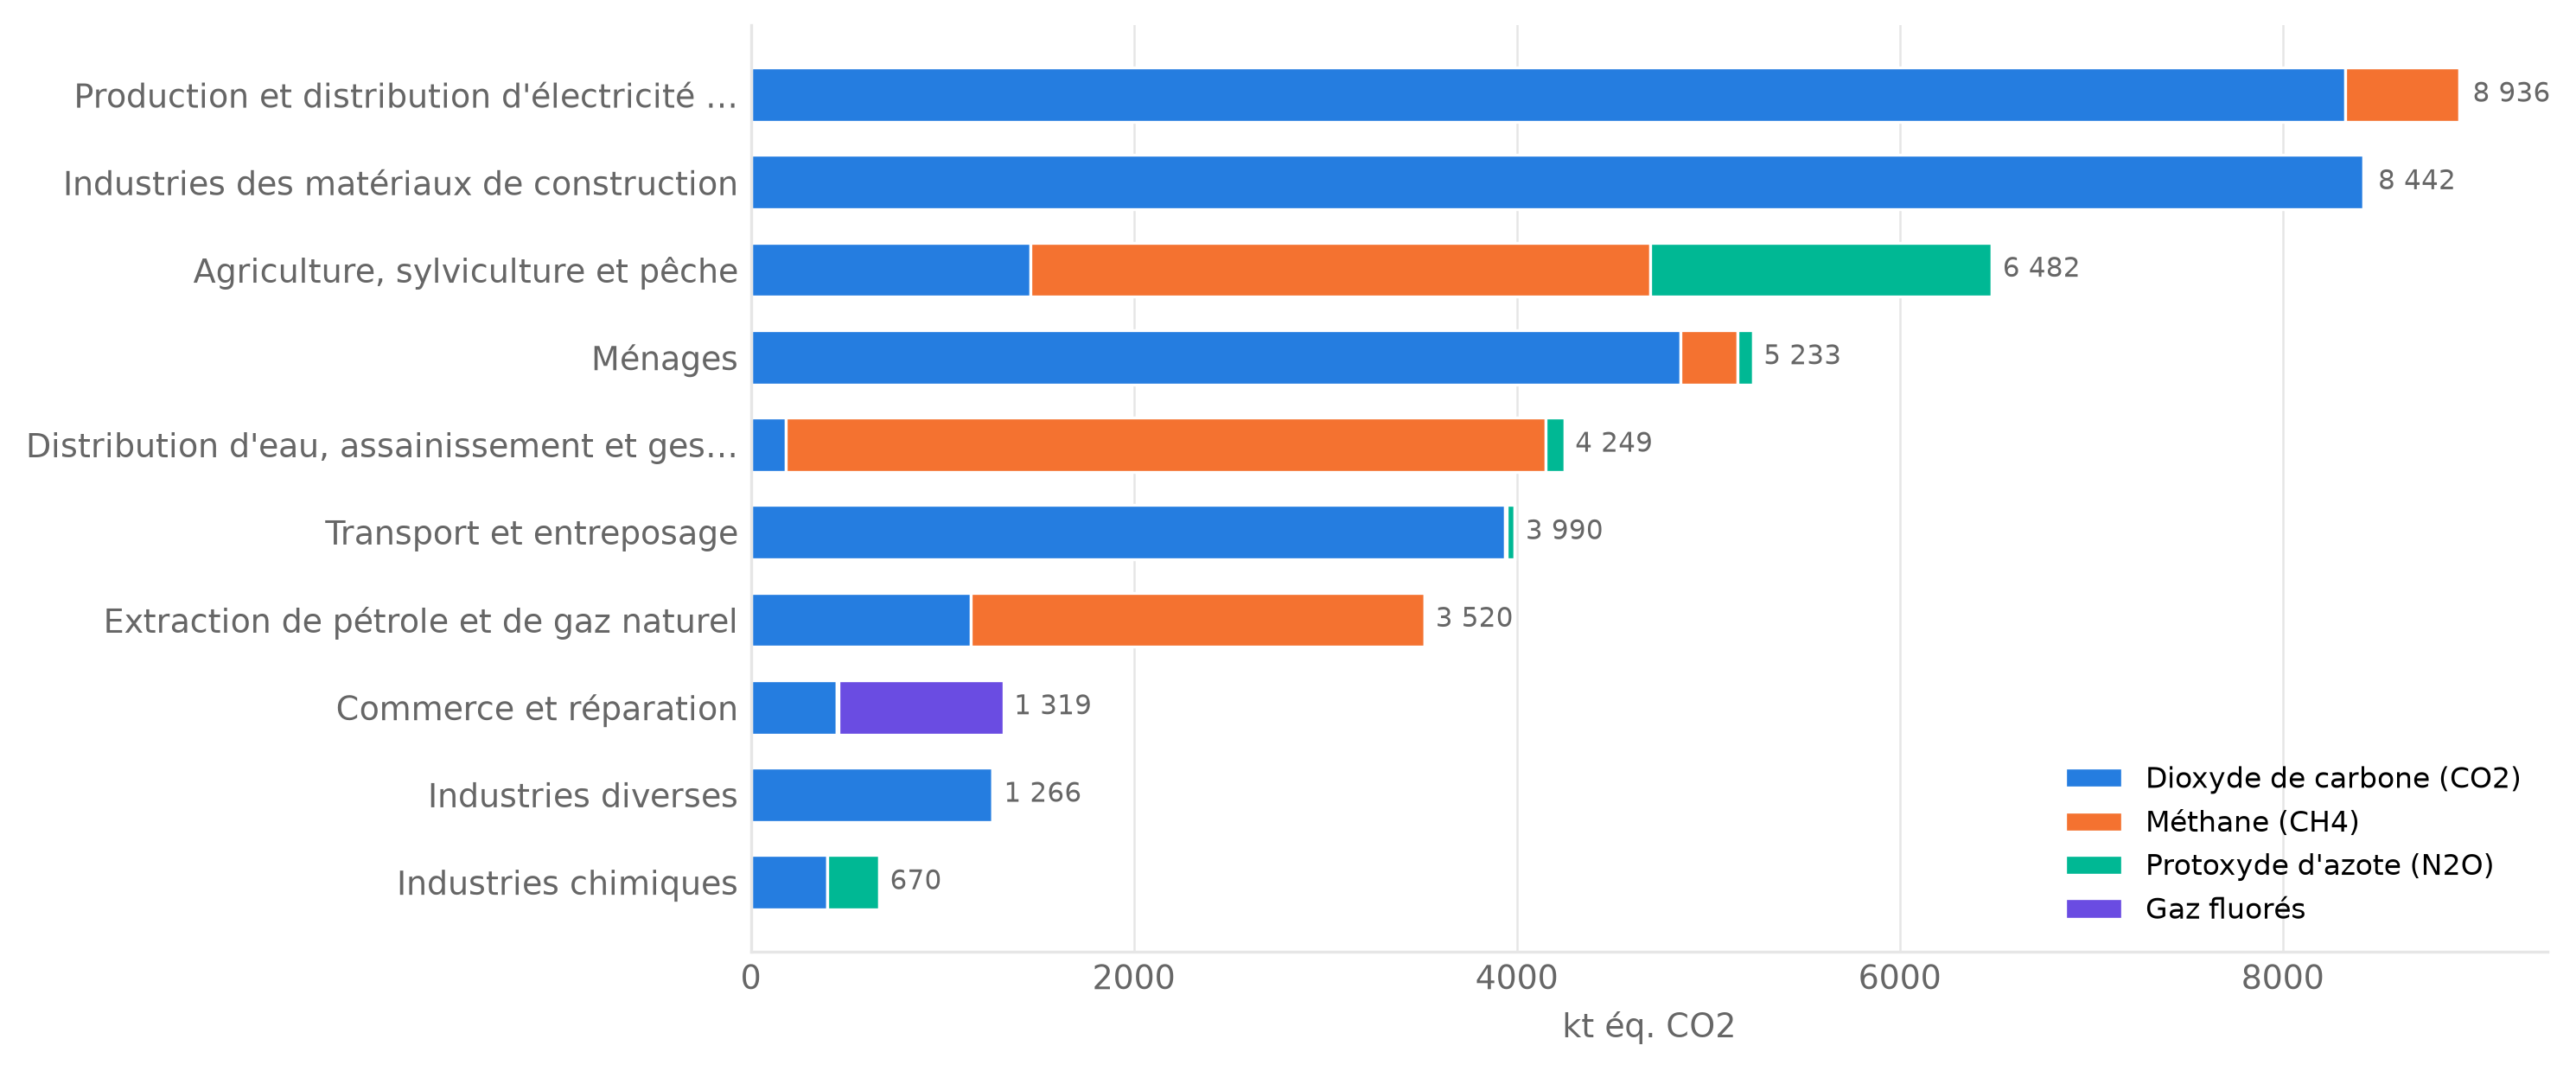 Production et distribution d'électricité ...
8 936
Industries des matériaux de construction
8 442
Agriculture, sylviculture et pêche
6 482
Ménages
5 233
Distribution d'eau, assainissement et ges...
4 249
Transport et entreposage
3 990
Extraction de pétrole et de gaz naturel
3 520
Commerce et réparation
1 319
Industries diverses
1 266
Industries chimiques
670
Dioxyde de carbone (CO2)
Méthane (CH4)
Protoxyde d'azote (N2O)
Gaz fluorés
0 2000 4000 6000 8000
kt éq. CO2